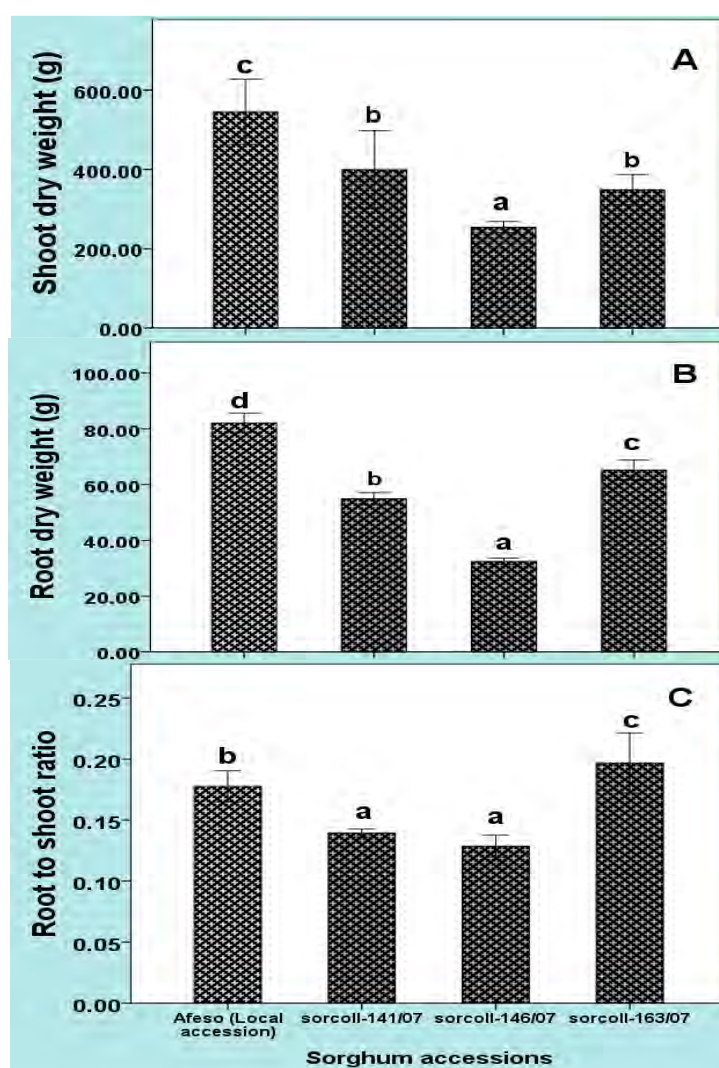 A
Shoot dry weight (g)
600.00
400.00
200.00
0.00
c
b
a
b
B
Root dry weight (g)
100.00
80.00
60.00
40.00
20.00
0.00
d
b
a
c
C
Root to shoot ratio
0.25
0.20
0.15
0.10
0.05
0.00
b
a
a
c
Afeso (Local
accession)
sorcoll-141/07
sorcoll-146/07
sorcoll-163/07
Sorghum accessions